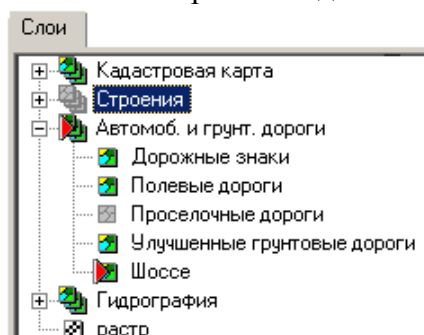 Слои
Кадастровая карта
Строения
Автомоб. и грунт. дороги
Дорожные знаки
Полевые дороги
Проселочные дороги
Улучшенные грунтовые дороги
Шоссе
Гидрография
растр